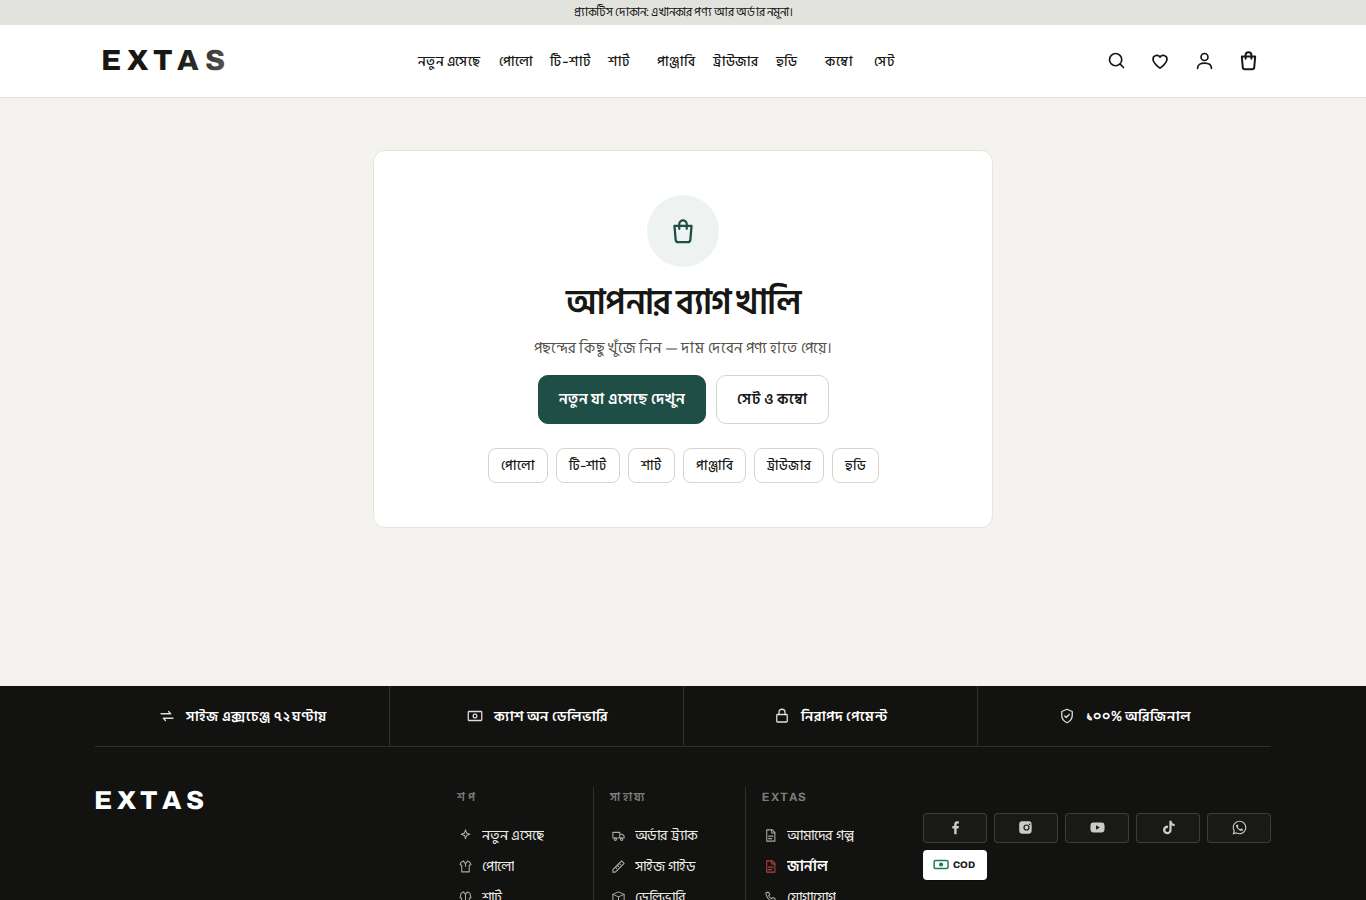 প্র্যাকটিস দোকান: এখানকার পণ্য আর অর্ডার নমুনা।
EXTAS
নতুন এসেছে পোলো টি-শার্ট শার্ট পাঞ্জাবি ট্রাউজার হুডি কম্বো সেট
আপনার ব্যাগ খালি
পছন্দের কিছু খুঁজে নিন — দাম দেবেন পণ্য হাতে পেয়ে।
নতুন যা এসেছে দেখুন
সেট ও কম্বো
পোলো টি-শার্ট শার্ট পাঞ্জাবি ট্রাউজার হুডি
সাইজ এক্সচেঞ্জ ৭২ ঘণ্টায়
ক্যাশ অন ডেলিভারি
নিরাপদ পেমেন্ট
১০০% অরিজিনাল
EXTAS
শপ
নতুন এসেছে
পোলো
শার্ট
সাহায্য
অর্ডার ট্র্যাক
সাইজ গাইড
ডেলিভারি
EXTAS
আমাদের গল্প
জার্নাল
যোগাযোগ
COD